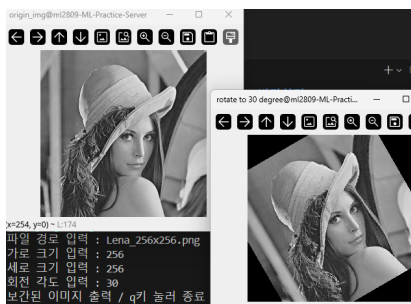 origin_img@ml2809-ML-Practice-Server
rotate to 30 degree@ml2809-ML-Practi...
(x=254, y=0) ~ L:174
파일 경로 입력 : Lena_256x256.png
가로 크기 입력 : 256
세로 크기 입력 : 256
회전 각도 입력 : 30
보간된 이미지 출력 / q키 눌러 종료